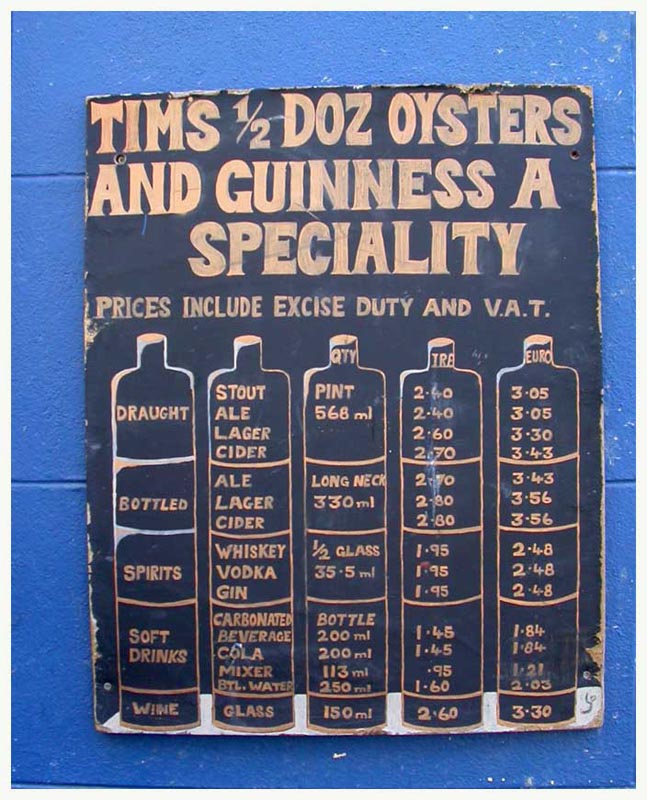 TIM'S 1/2 DOZ OYSTERS
AND GUINNESS A
SPECIALITY
PRICES INCLUDE EXCISE DUTY AND V.A.T.
QTY IR£ EURO
DRAUGHT STOUT PINT 2.40 3.05
ALE 568 ml 2.40 3.05
LAGER 2.60 3.30
CIDER 2.70 3.43
BOTTLED ALE LONG NECK 2.70 3.43
LAGER 330 ml 2.80 3.56
CIDER 2.80 3.56
SPIRITS WHISKEY 1/2 GLASS 1.95 2.48
VODKA 35.5 ml 1.95 2.48
GIN 1.95 2.48
SOFT DRINKS CARBONATED BOTTLE
BEVERAGE 200 ml 1.45 1.84
COLA 200 ml 1.45 1.84
MIXER 113 ml .95 1.21
BTL. WATER 250 ml 1.60 2.03
WINE GLASS 150 ml 2.60 3.30